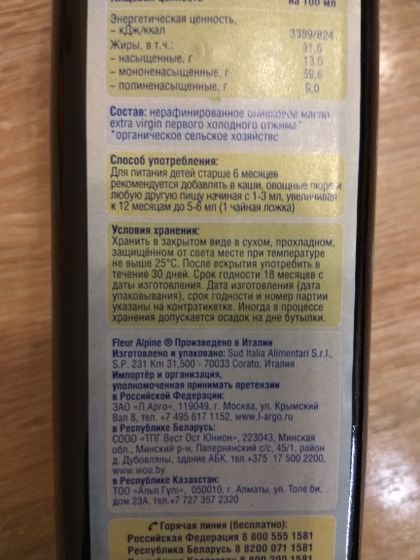 на 100 мл
Энергетическая ценность,
– кДж/ккал 3389/824
Жиры, в т.ч.: 91,6
– насыщенные, г 13,0
– мононенасыщенные, г 69,6
– полиненасыщенные, г 9,0
Состав: нерафинированное оливковое масло
extra virgin первого холодного отжима*
*органическое сельское хозяйство
Способ употребления:
Для питания детей старше 6 месяцев
рекомендуется добавлять в каши, овощные пюре и
любую другую пищу начиная с 1-3 мл, увеличивая
к 12 месяцам до 5-6 мл (1 чайная ложка)
Условия хранения:
Хранить в закрытом виде в сухом, прохладном,
защищённом от света месте при температуре
не выше 25°С. После вскрытия употребить в
течение 30 дней. Срок годности 18 месяцев с
даты изготовления. Дата изготовления (дата
упаковывания), срок годности и номер партии
указаны на контрэтикетке. Иногда в процессе
хранения допускается осадок на дне бутылки.
Fleur Alpine ® Произведено в Италии
Изготовлено и упаковано: Sud Italia Alimentari S.r.l.,
S.P. 231 Km 31,500 - 70033 Corato, Италия
Импортёр и организация,
уполномоченная принимать претензии
в Российской Федерации:
ЗАО «Л.Арго», 119049, г. Москва, ул. Крымский
Вал 8, тел. +7 495 617 1152, www.l-argo.ru
в Республике Беларусь:
СООО «ТПГ Вест Ост Юнион», 223043, Минская
обл., Минский р-н, Папернянский с/с, 45/1, район
д. Дубовляны, здание АБК, тел.+375 17 500 2200,
www.wou.by
в Республике Казахстан:
ТОО «Альп Гүлі», 050010, г. Алматы, ул. Толе би,
дом 23А, тел.+7 727 357 2320
Горячая линия (бесплатно):
Российская Федерация 8 800 555 1581
Республика Беларусь 8 8200 071 1581